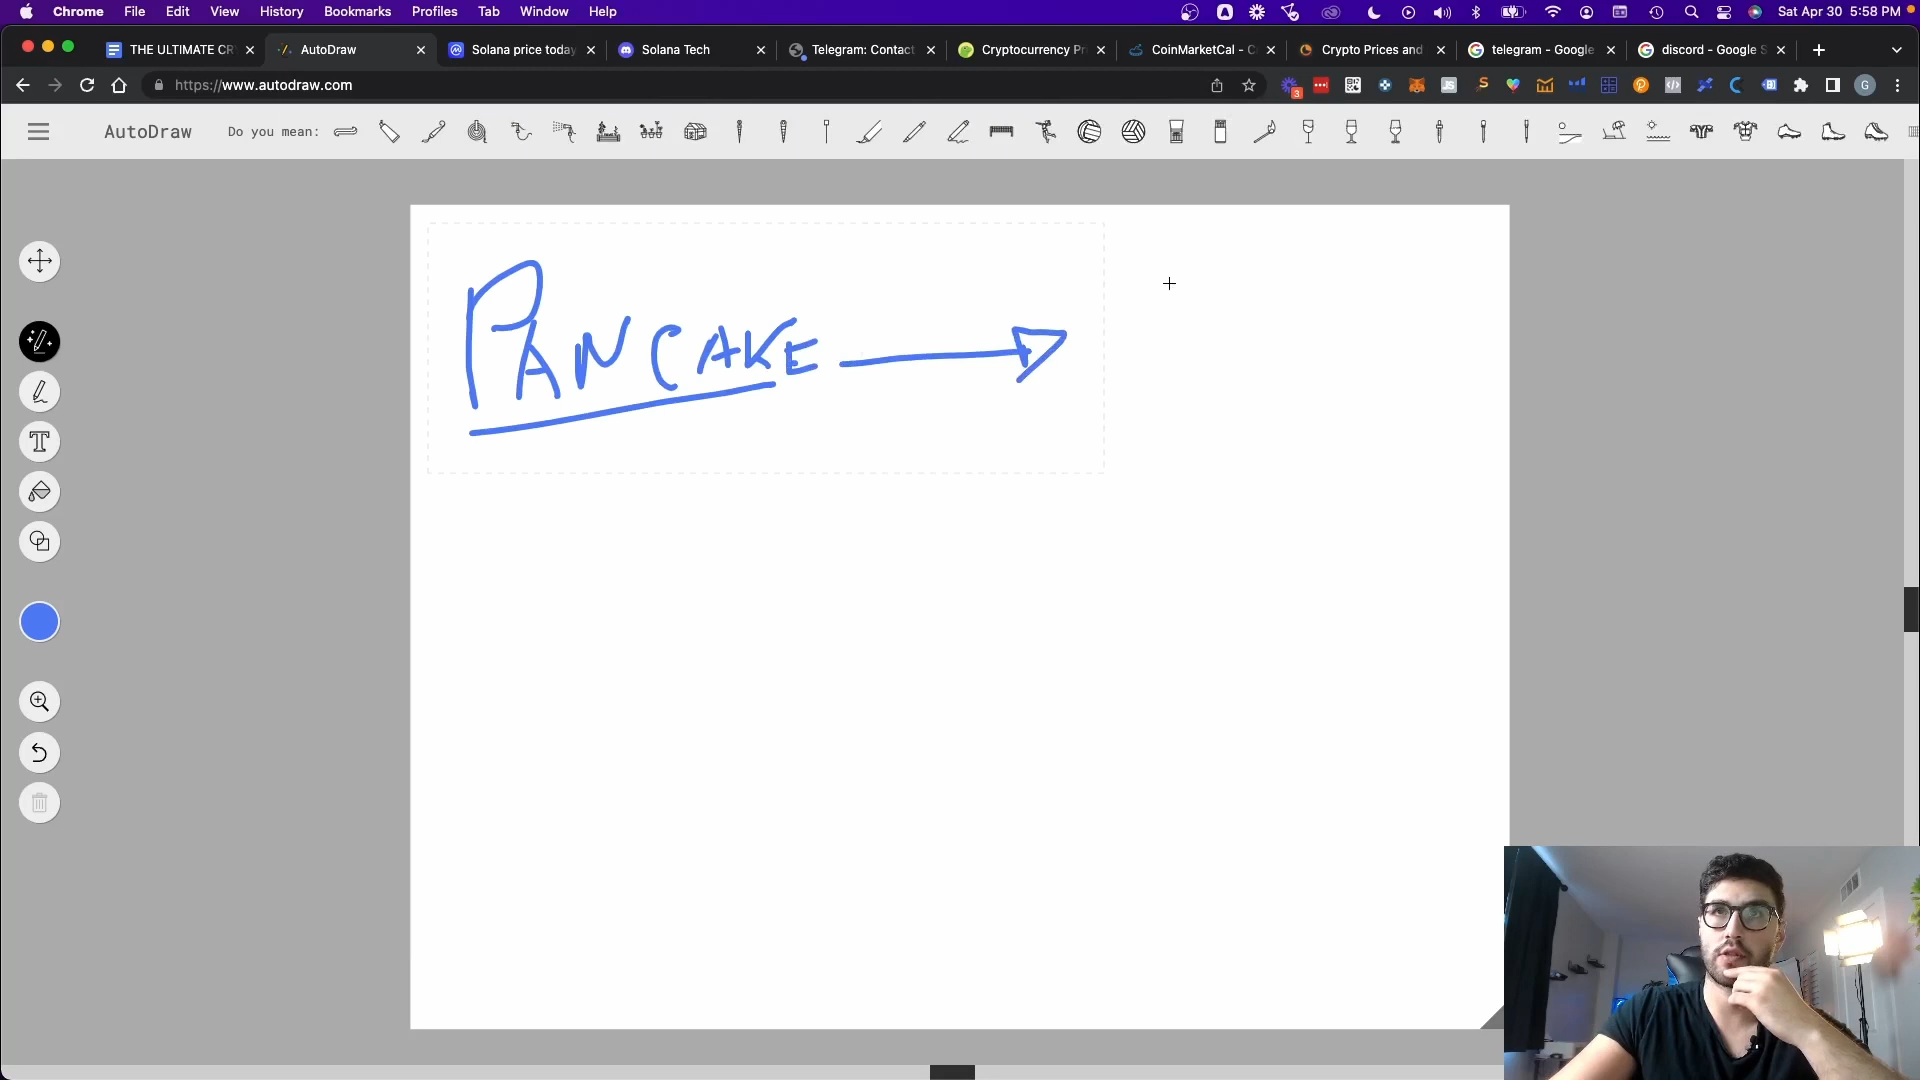 Chrome File Edit View History Bookmarks Profiles Tab Window Help Sat Apr 30 5:58 PM
THE ULTIMATE CR AutoDraw Solana price today Solana Tech Telegram: Contact Cryptocurrency Pr CoinMarketCal - C Crypto Prices and telegram - Google discord - Google S
https://www.autodraw.com 3 JS S G
AutoDraw Do you mean:
PANCAKE
T